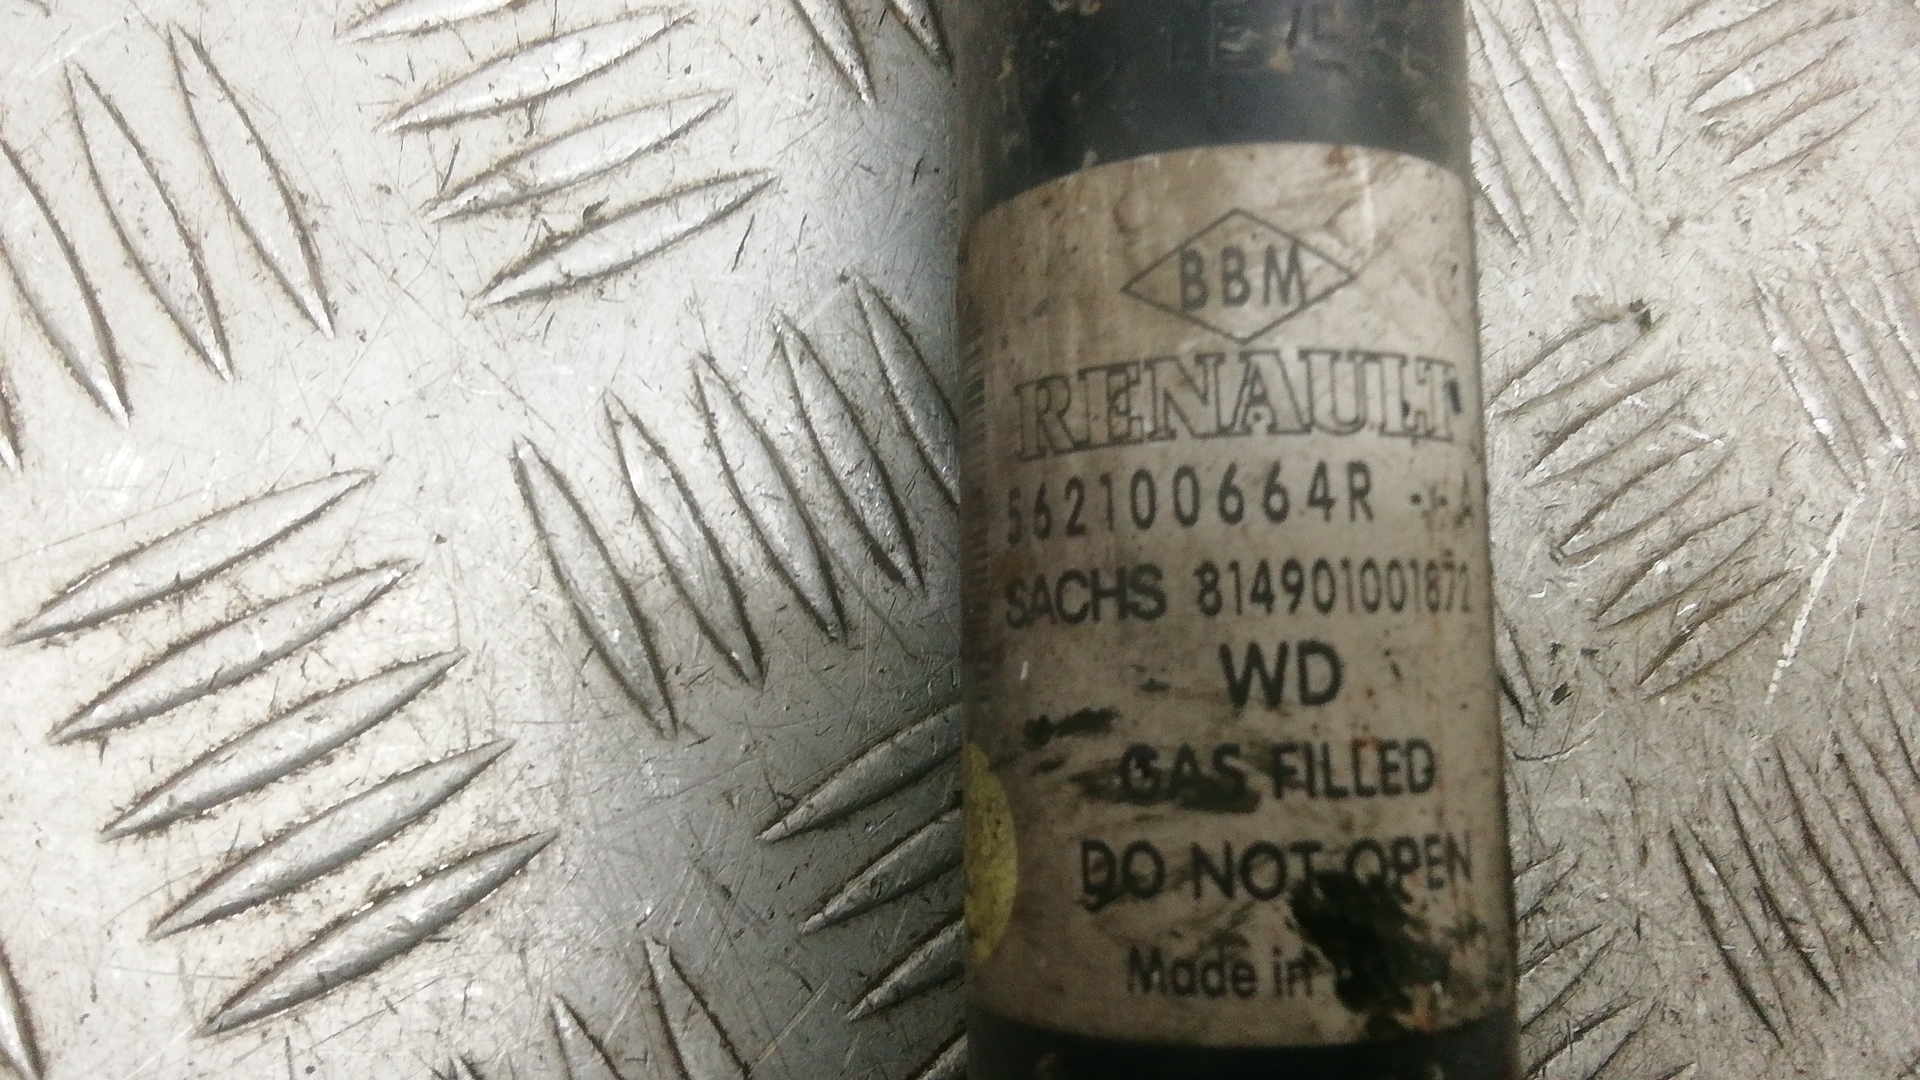 BBM
RENAULT
562100664R -- A
SACHS 814901001872
WD
GAS FILLED
DO NOT OPEN
Made in